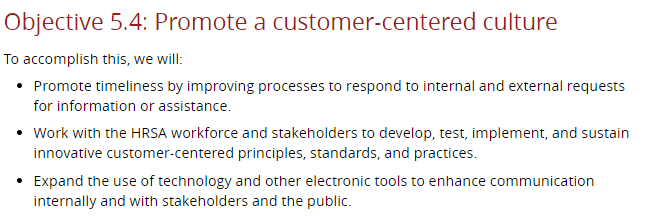 Objective 5.4: Promote a customer-centered culture
To accomplish this, we will:
• Promote timeliness by improving processes to respond to internal and external requests
for information or assistance.
• Work with the HRSA workforce and stakeholders to develop, test, implement, and sustain
innovative customer-centered principles, standards, and practices.
• Expand the use of technology and other electronic tools to enhance communication
internally and with stakeholders and the public.